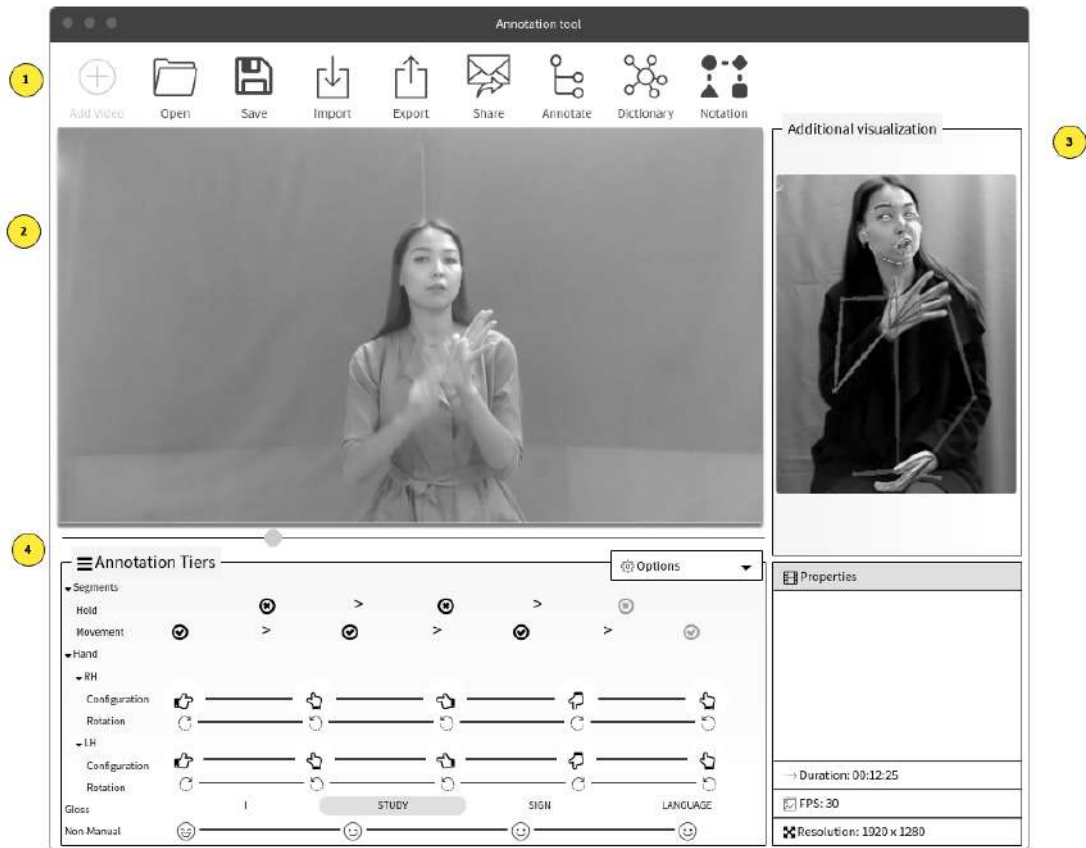 Annotation tool
1
Add Video Open Save Import Export Share Annotate Dictionary Notation
Additional visualization
3
2
4
Annotation Tiers
Options
Segments
Hold > >
Movement > > >
Hand
RH
Configuration
Rotation
LH
Configuration
Rotation
Gloss I STUDY SIGN LANGUAGE
Non-Manual
Properties
→ Duration: 00:12:25
FPS: 30
Resolution: 1920 x 1280